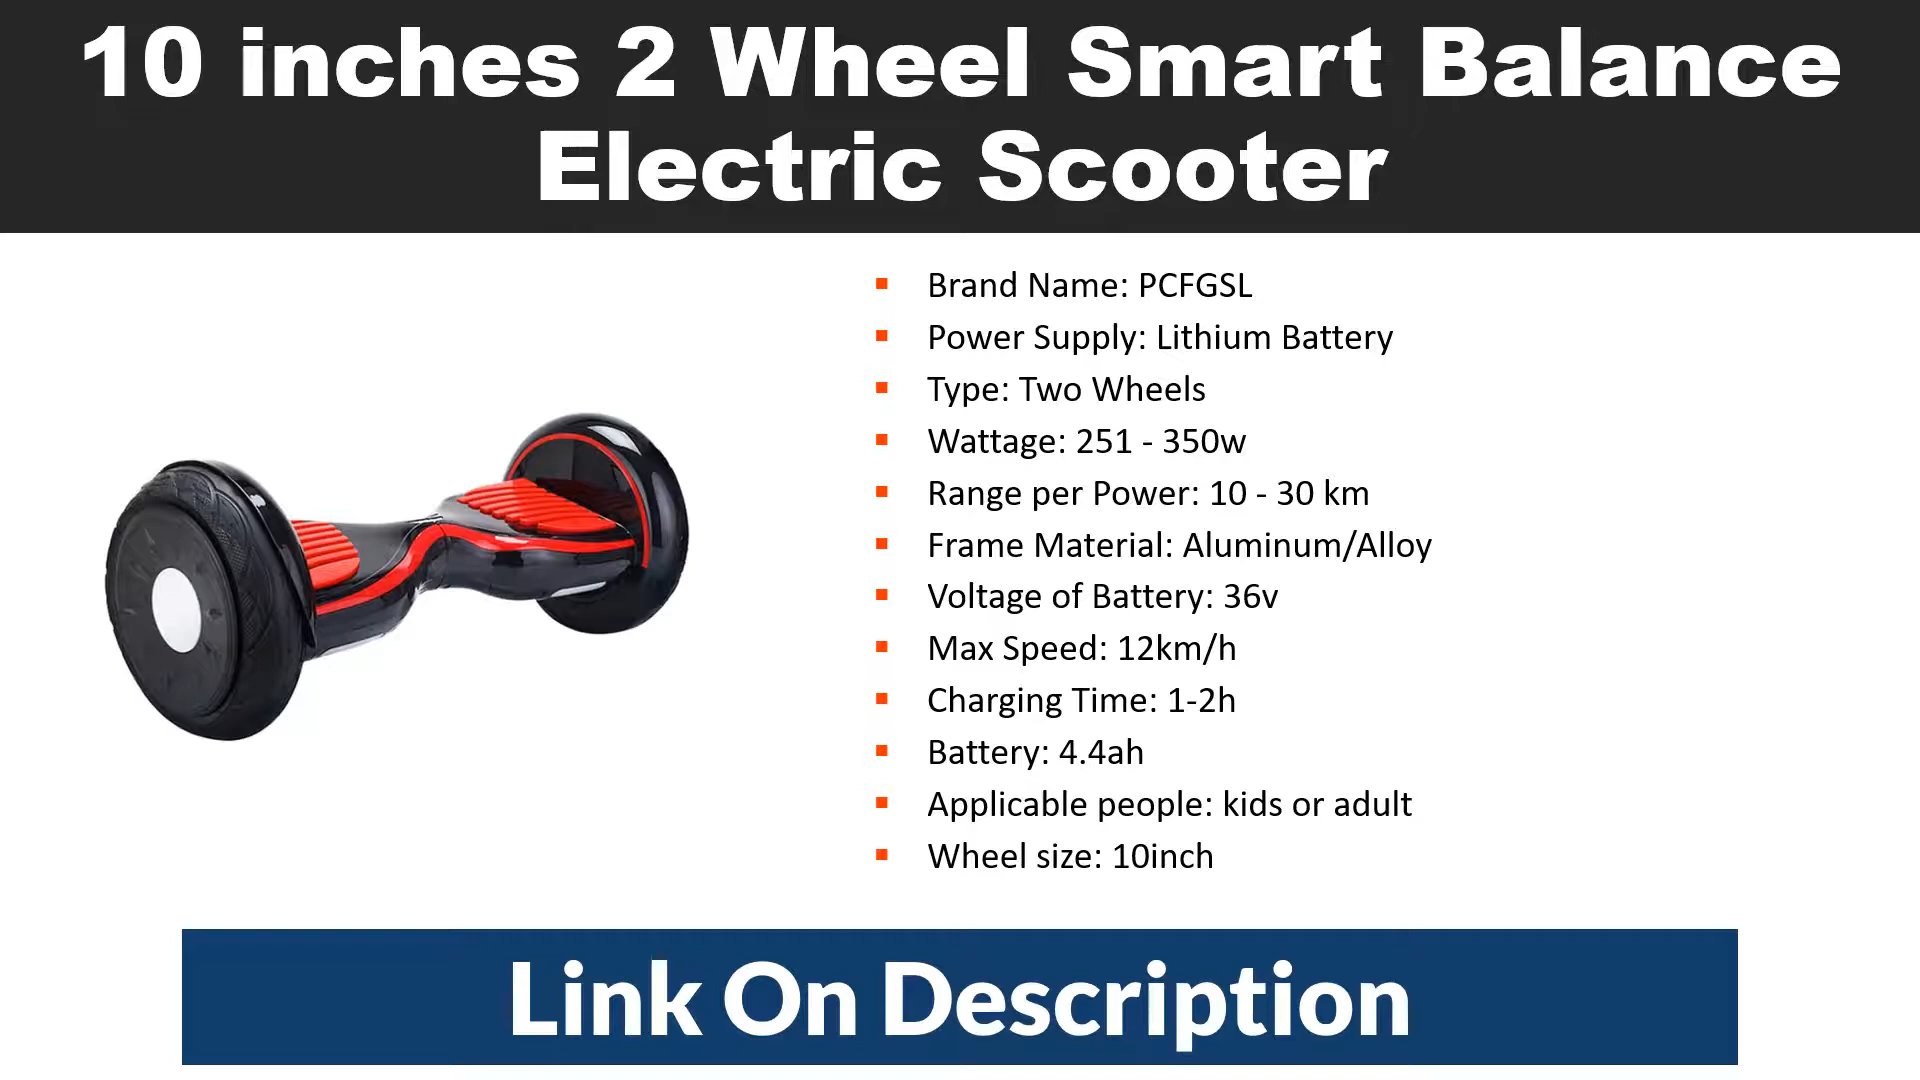 10 inches 2 Wheel Smart Balance
Electric Scooter
Brand Name: PCFGSL
Power Supply: Lithium Battery
Type: Two Wheels
Wattage: 251 - 350w
Range per Power: 10 - 30 km
Frame Material: Aluminum/Alloy
Voltage of Battery: 36v
Max Speed: 12km/h
Charging Time: 1-2h
Battery: 4.4ah
Applicable people: kids or adult
Wheel size: 10inch
Link On Description